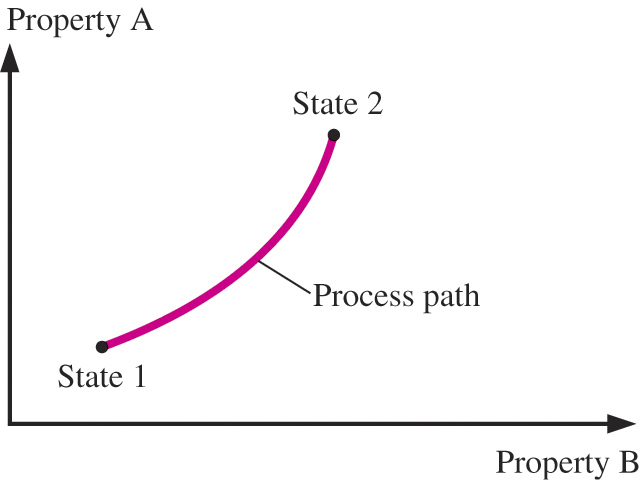 Property A
State 2
Process path
State 1
Property B